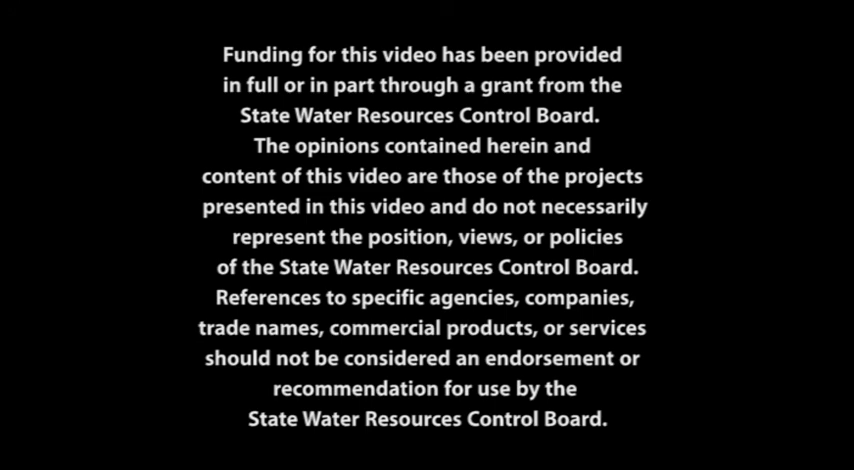 Funding for this video has been provided
in full or in part through a grant from the
State Water Resources Control Board.
The opinions contained herein and
content of this video are those of the projects
presented in this video and do not necessarily
represent the position, views, or policies
of the State Water Resources Control Board.
References to specific agencies, companies,
trade names, commercial products, or services
should not be considered an endorsement or
recommendation for use by the
State Water Resources Control Board.